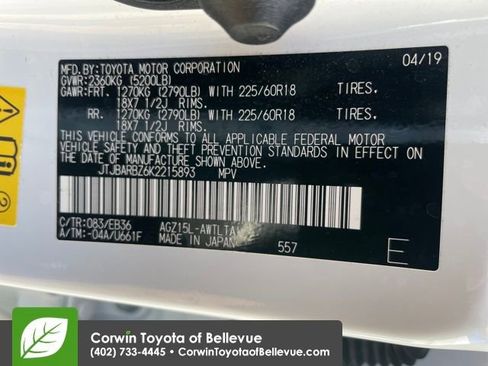 MFD.BY:TOYOTA MOTOR CORPORATION 04/19
GVWR:2360KG (5200LB)
GAWR:FRT. 1270KG (2790LB) WITH 225/60R18 TIRES.
18X7 1/2J RIMS.
RR. 1270KG (2790LB) WITH 225/60R18 TIRES.
18X7 1/2J RIMS.
THIS VEHICLE CONFORMS TO ALL APPLICABLE FEDERAL MOTOR
VEHICLE SAFETY AND THEFT PREVENTION STANDARDS IN EFFECT ON
THE DATE OF MANUFACTURE SHOWN ABOVE.
JTJBARBZ6K2215893 MPV
C/TR:083/EB36 AGZ15L-AWTLTA
A/TM:-04A/U661F MADE IN JAPAN 557
E
2
Corwin Toyota of Bellevue
(402) 733-4445 • CorwinToyotaofBellevue.com